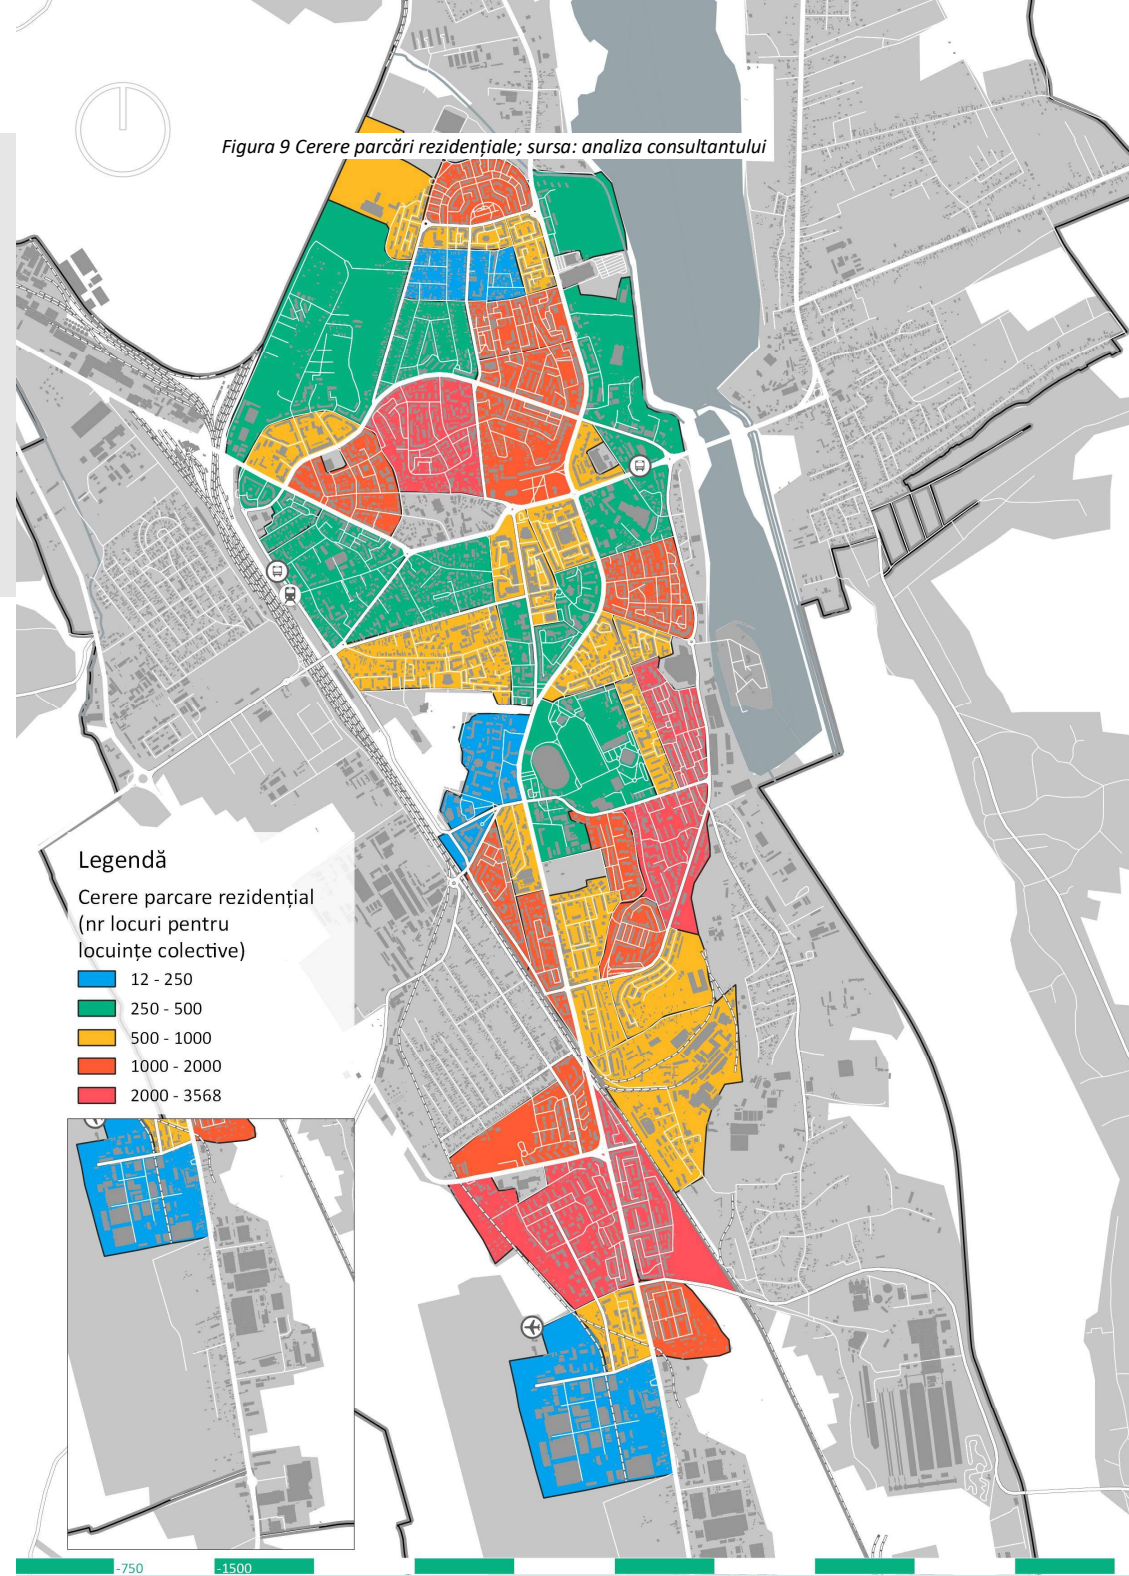 Figura 9 Cerere parcări rezidențiale; sursa: analiza consultantului
Legendă
Cerere parcare rezidențial
(nr locuri pentru
locuințe colective)
12 - 250
250 - 500
500 - 1000
1000 - 2000
2000 - 3568
-750
-1500